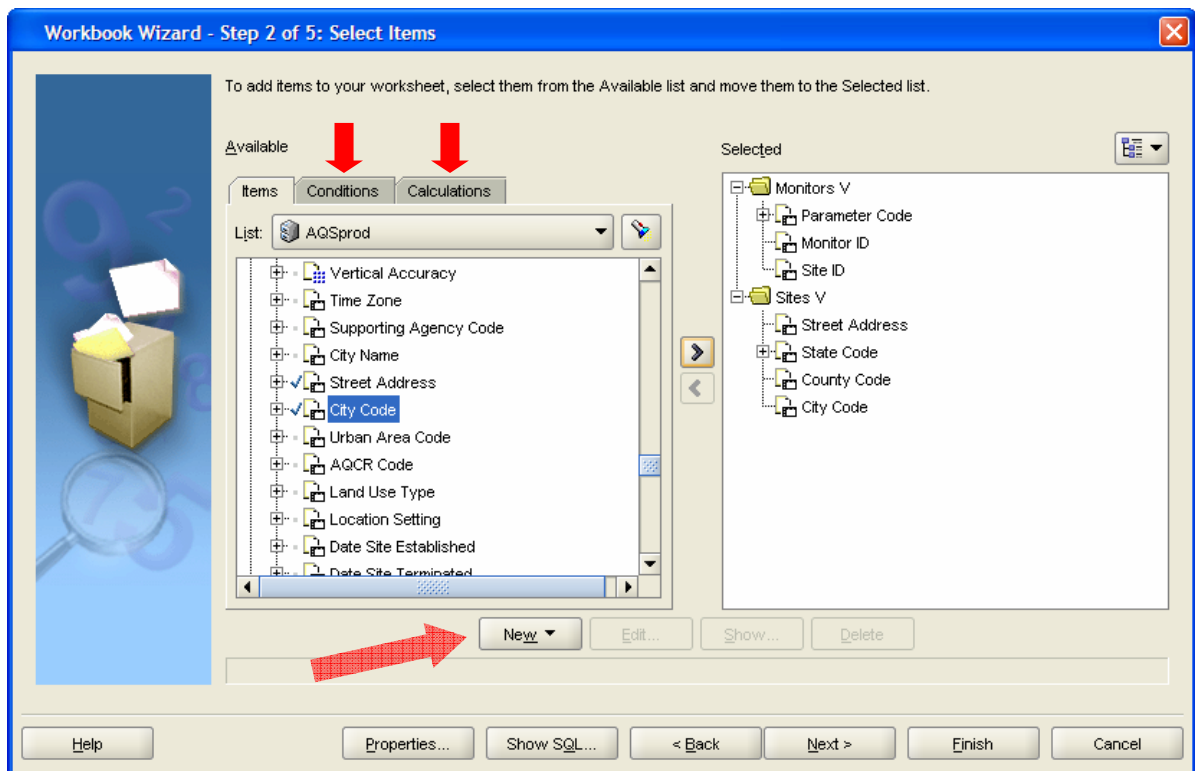 Workbook Wizard - Step 2 of 5: Select Items
To add items to your worksheet, select them from the Available list and move them to the Selected list.
Available
Items
Conditions
Calculations
List:
AQSprod
Vertical Accuracy
Time Zone
Supporting Agency Code
City Name
Street Address
City Code
Urban Area Code
AQCR Code
Land Use Type
Location Setting
Date Site Established
Date Site Terminated
Selected
Monitors V
Parameter Code
Monitor ID
Site ID
Sites V
Street Address
State Code
County Code
City Code
New
Edit...
Show...
Delete
Help
Properties...
Show SQL...
< Back
Next >
Finish
Cancel